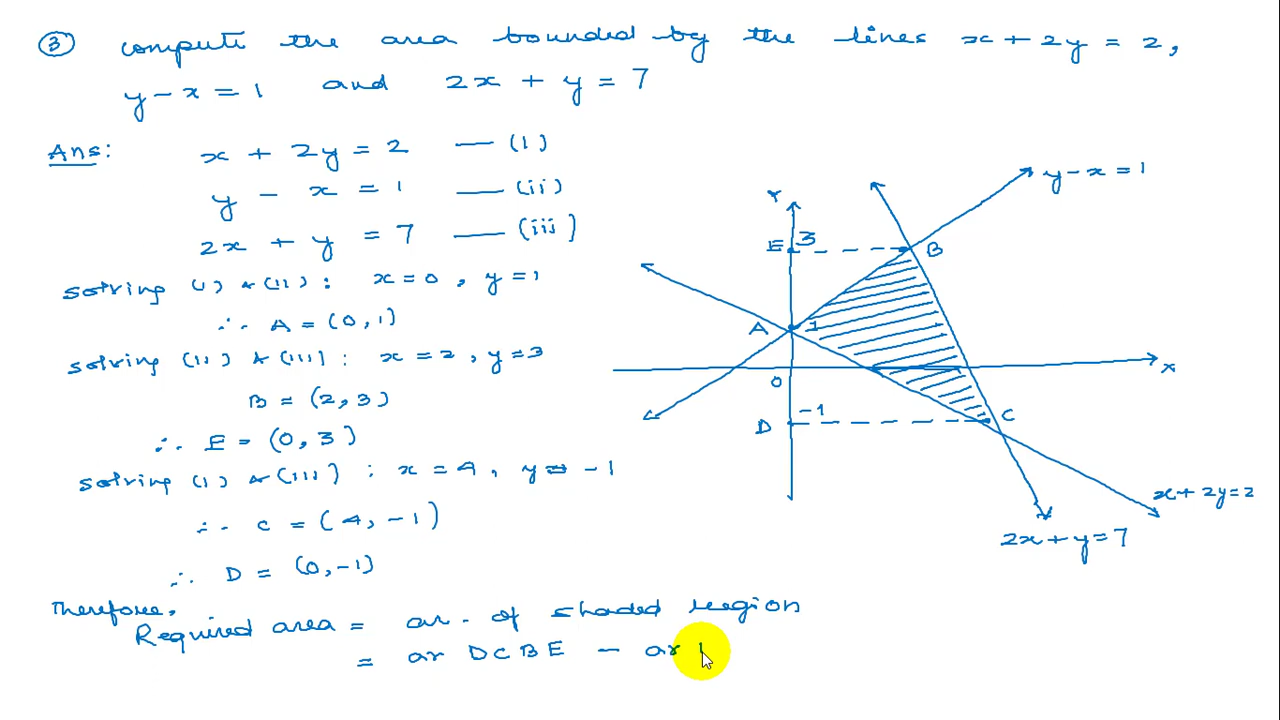 ③ compute the area bounded by the lines x + 2y = 2,
y - x = 1 and 2x + y = 7
Ans: x + 2y = 2 — (i)
y - x = 1 — (ii)
2x + y = 7 — (iii)
solving (i) & (ii) : x = 0 , y = 1
∴ A = (0, 1)
solving (ii) & (iii) : x = 2 , y = 3
B = (2, 3)
∴ E = (0, 3)
solving (i) & (iii) : x = 4 , y = -1
∴ C = (4, -1)
∴ D = (0, -1)
Therefore,
Required area = ar. of shaded region
= ar DCBE - ar
y - x = 1
Y
E 3
B
A 1
O
X
D -1
C
x + 2y = 2
2x + y = 7